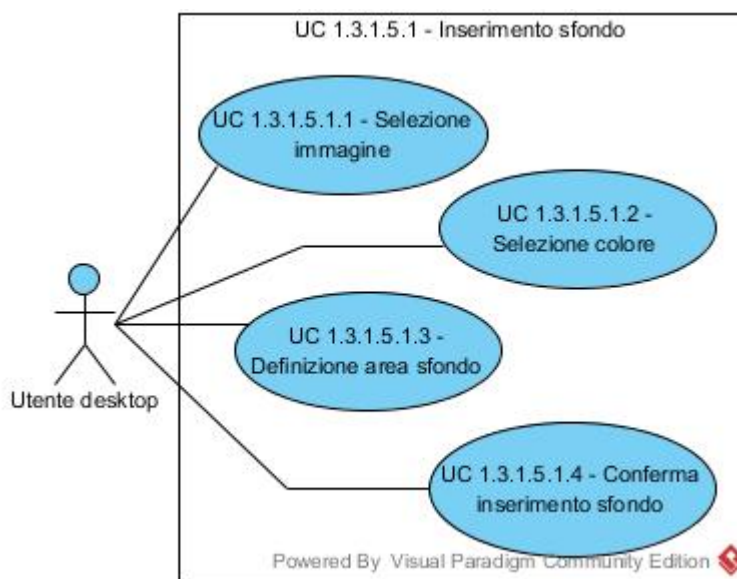 UC 1.3.1.5.1 - Inserimento sfondo
UC 1.3.1.5.1.1 - Selezione
immagine
UC 1.3.1.5.1.2 -
Selezione colore
UC 1.3.1.5.1.3 -
Definizione area sfondo
Utente desktop
UC 1.3.1.5.1.4 - Conferma
inserimento sfondo
Powered By Visual Paradigm Community Edition